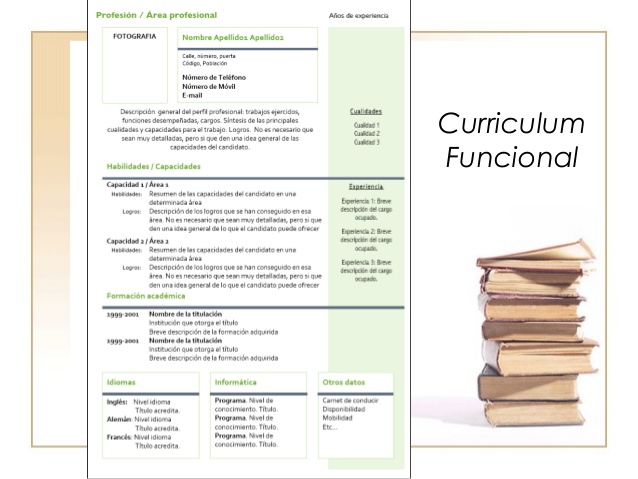 Profesión / Área profesional
Años de experiencia
FOTOGRAFIA
Nombre Apellido1 Apellido2
Calle, número, puerta
Código, Población
Número de Teléfono
Número de Móvil
E-mail
Descripción general del perfil profesional: trabajos ejercidos,
funciones desempeñadas, cargos. Síntesis de las principales
cualidades y capacidades para el trabajo. Logros. No es necesario que
sean muy detalladas, pero si que den una idea general de las
capacidades del candidato.
Cualidades
Cualidad 1
Cualidad 2
Cualidad 3
Habilidades / Capacidades
Capacidad 1 / Área 1
Habilidades: Resumen de las capacidades del candidato en una
determinada área
Logros: Descripción de los logros que se han conseguido en esa
área. No es necesario que sean muy detalladas, pero si que
den una idea general de lo que el candidato puede ofrecer
Capacidad 2 / Área 2
Habilidades: Resumen de las capacidades del candidato en una
determinada área
Logros: Descripción de los logros que se han conseguido en esa
área. No es necesario que sean muy detalladas, pero si que
den una idea general de lo que el candidato puede ofrecer
Experiencia
Experiencia 1: Breve
descripción del cargo
ocupado.
Experiencia 2: Breve
descripción del cargo
ocupado.
Experiencia 3: Breve
descripción del cargo
ocupado.
Formación académica
1999-2001 Nombre de la titulación
Institución que otorga el título
Breve descripción de la formación adquirida
1999-2001 Nombre de la titulación
Institución que otorga el título
Breve descripción de la formación adquirida
Idiomas
Inglés: Nivel idioma
Título acredita.
Alemán: Nivel idioma
Título acredita.
Francés: Nivel idioma
Título acredita.
Informática
Programa. Nivel de
conocimiento. Título.
Programa. Nivel de
conocimiento. Título.
Programa. Nivel de
conocimiento. Título.
Otros datos
Carnet de conducir
Disponibilidad
Mobilidad
Etc...
Curriculum
Funcional